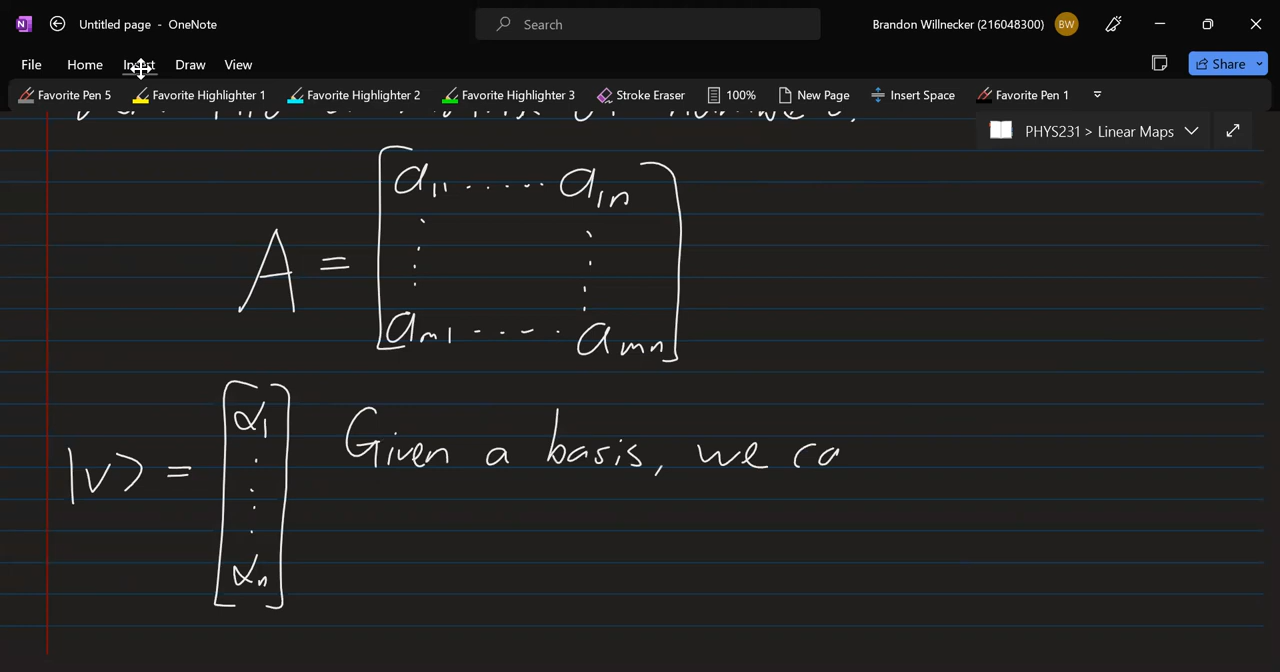 Untitled page - OneNote
Search
Brandon Willnecker (216048300)
BW
File Home Insert Draw View
Share
Favorite Pen 5 Favorite Highlighter 1 Favorite Highlighter 2 Favorite Highlighter 3 Stroke Eraser 100% New Page Insert Space Favorite Pen 1
PHYS231 > Linear Maps
A = [ a₁₁ ..... a₁ₙ
⋮ ⋮
aₘ₁ ..... aₘₙ ]
|v⟩ = [ α₁ ⋮ αₙ ]
Given a basis, we ca